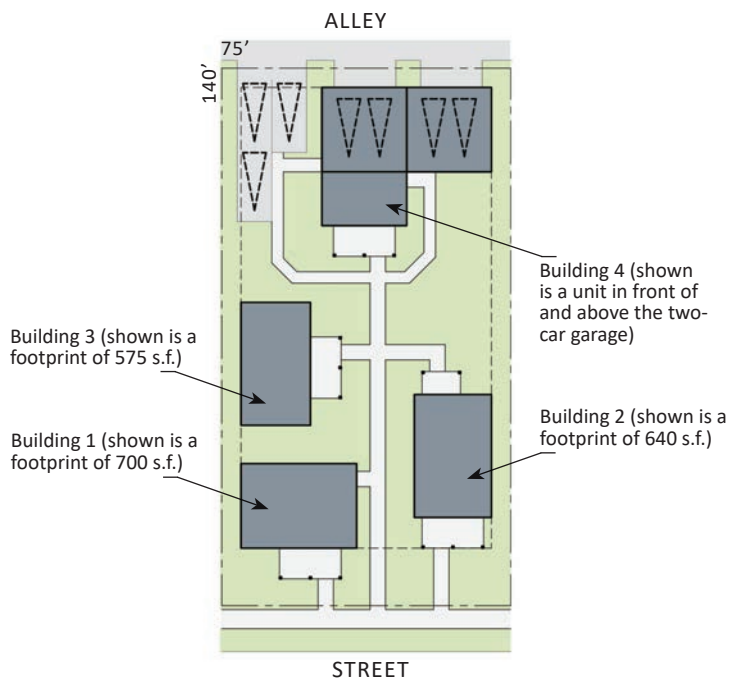 ALLEY
75’
140’
Building 4 (shown
is a unit in front of
and above the two-
car garage)
Building 3 (shown is a
footprint of 575 s.f.)
Building 2 (shown is a
footprint of 640 s.f.)
Building 1 (shown is a
footprint of 700 s.f.)
STREET